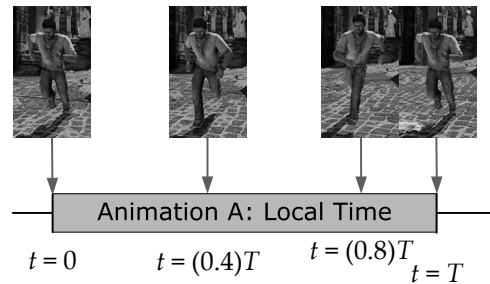 Animation A: Local Time
t = 0
t = (0.4)T
t = (0.8)T
t = T